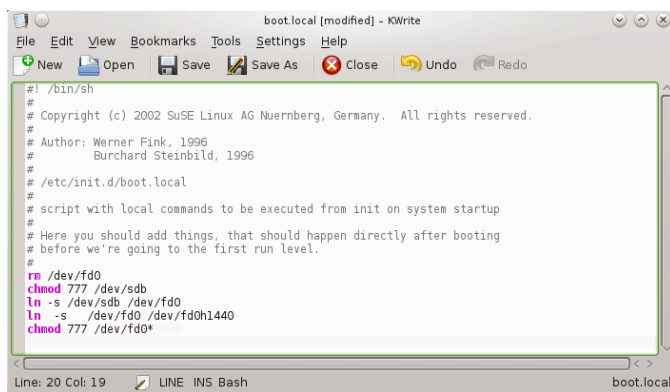 boot.local [modified] – KWrite
File Edit View Bookmarks Tools Settings Help
New Open Save Save As Close Undo Redo
#! /bin/sh
#
# Copyright (c) 2002 SuSE Linux AG Nuernberg, Germany.  All rights reserved.
#
# Author: Werner Fink, 1996
#         Burchard Steinbild, 1996
#
# /etc/init.d/boot.local
#
# script with local commands to be executed from init on system startup
#
# Here you should add things, that should happen directly after booting
# before we're going to the first run level.
#
rm /dev/fd0
chmod 777 /dev/sdb
ln -s /dev/sdb /dev/fd0
ln  -s   /dev/fd0 /dev/fd0h1440
chmod 777 /dev/fd0*
Line: 20 Col: 19 LINE INS Bash boot.local